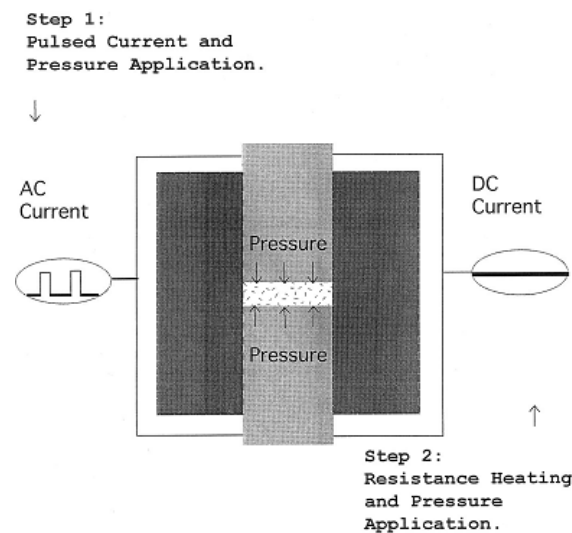 Step 1:
Pulsed Current and
Pressure Application.
AC
Current
DC
Current
Pressure
Pressure
Step 2:
Resistance Heating
and Pressure
Application.